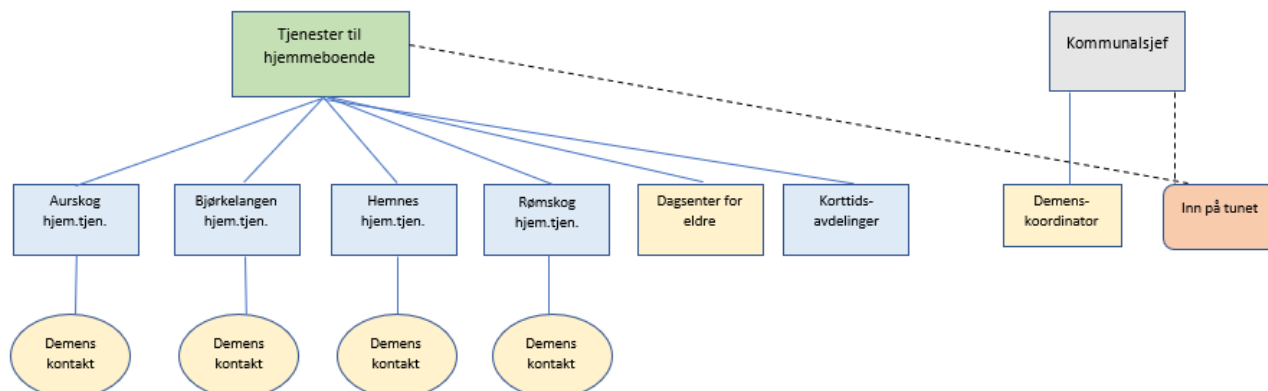 Tjenester til
hjemmeboende
Kommunalsjef
Aurskog
hjem.tjen.
Bjørkelangen
hjem.tjen.
Hemnes
hjem.tjen.
Rømskog
hjem.tjen.
Dagsenter for
eldre
Korttids-
avdelinger
Demens-
koordinator
Inn på tunet
Demens
kontakt
Demens
kontakt
Demens
kontakt
Demens
kontakt